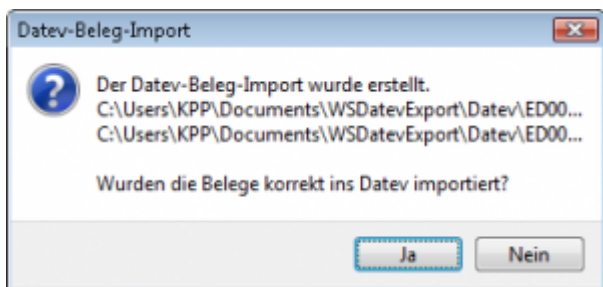 Datev-Beleg-Import
Der Datev-Beleg-Import wurde erstellt.
C:\Users\KPP\Documents\WSDatevExport\Datev\ED00...
C:\Users\KPP\Documents\WSDatevExport\Datev\ED00...
Wurden die Belege korrekt ins Datev importiert?
Ja
Nein